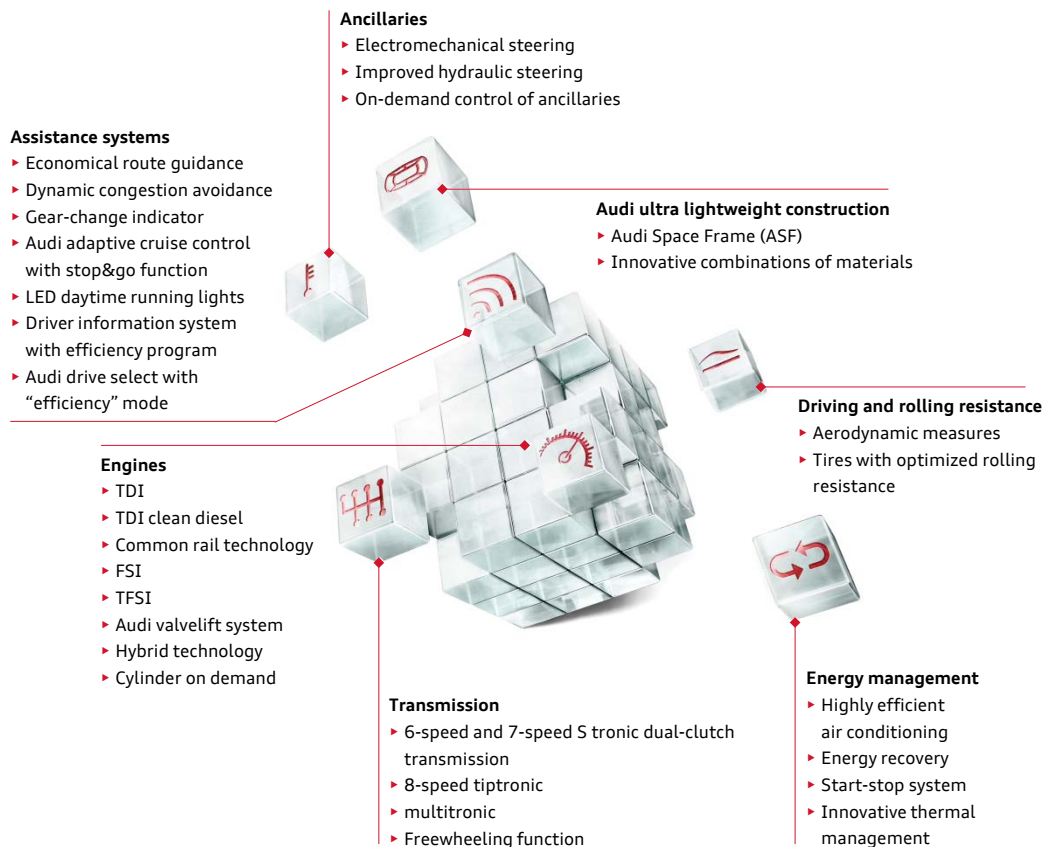 Ancillaries
▸ Electromechanical steering
▸ Improved hydraulic steering
▸ On-demand control of ancillaries
Assistance systems
▸ Economical route guidance
▸ Dynamic congestion avoidance
▸ Gear-change indicator
▸ Audi adaptive cruise control
with stop&go function
▸ LED daytime running lights
▸ Driver information system
with efficiency program
▸ Audi drive select with
“efficiency” mode
Audi ultra lightweight construction
▸ Audi Space Frame (ASF)
▸ Innovative combinations of materials
Driving and rolling resistance
▸ Aerodynamic measures
▸ Tires with optimized rolling
resistance
Engines
▸ TDI
▸ TDI clean diesel
▸ Common rail technology
▸ FSI
▸ TFSI
▸ Audi valvelift system
▸ Hybrid technology
▸ Cylinder on demand
Transmission
▸ 6-speed and 7-speed S tronic dual-clutch
transmission
▸ 8-speed tiptronic
▸ multitronic
▸ Freewheeling function
Energy management
▸ Highly efficient
air conditioning
▸ Energy recovery
▸ Start-stop system
▸ Innovative thermal
management